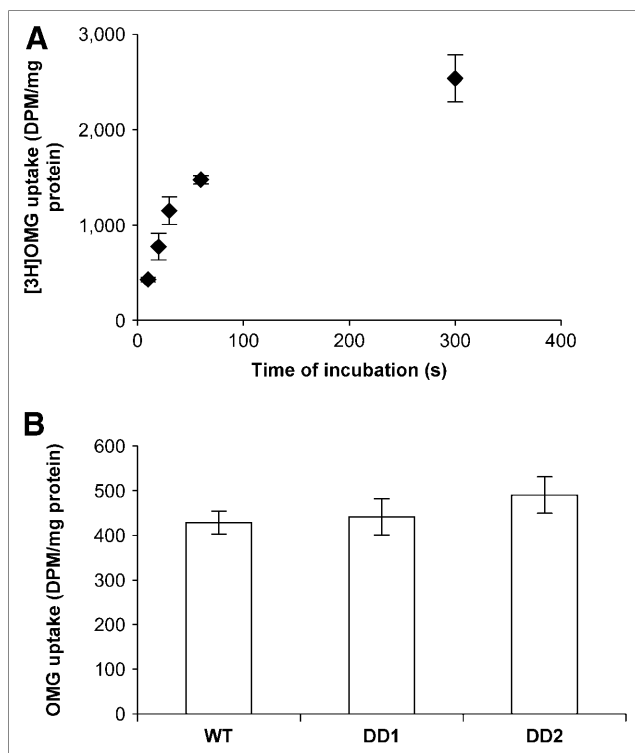 A
[3H]OMG uptake (DPM/mg
protein)
3,000
2,000
1,000
0
0 100 200 300 400
Time of incubation (s)
B
OMG uptake (DPM/mg protein)
600
500
400
300
200
100
0
WT DD1 DD2